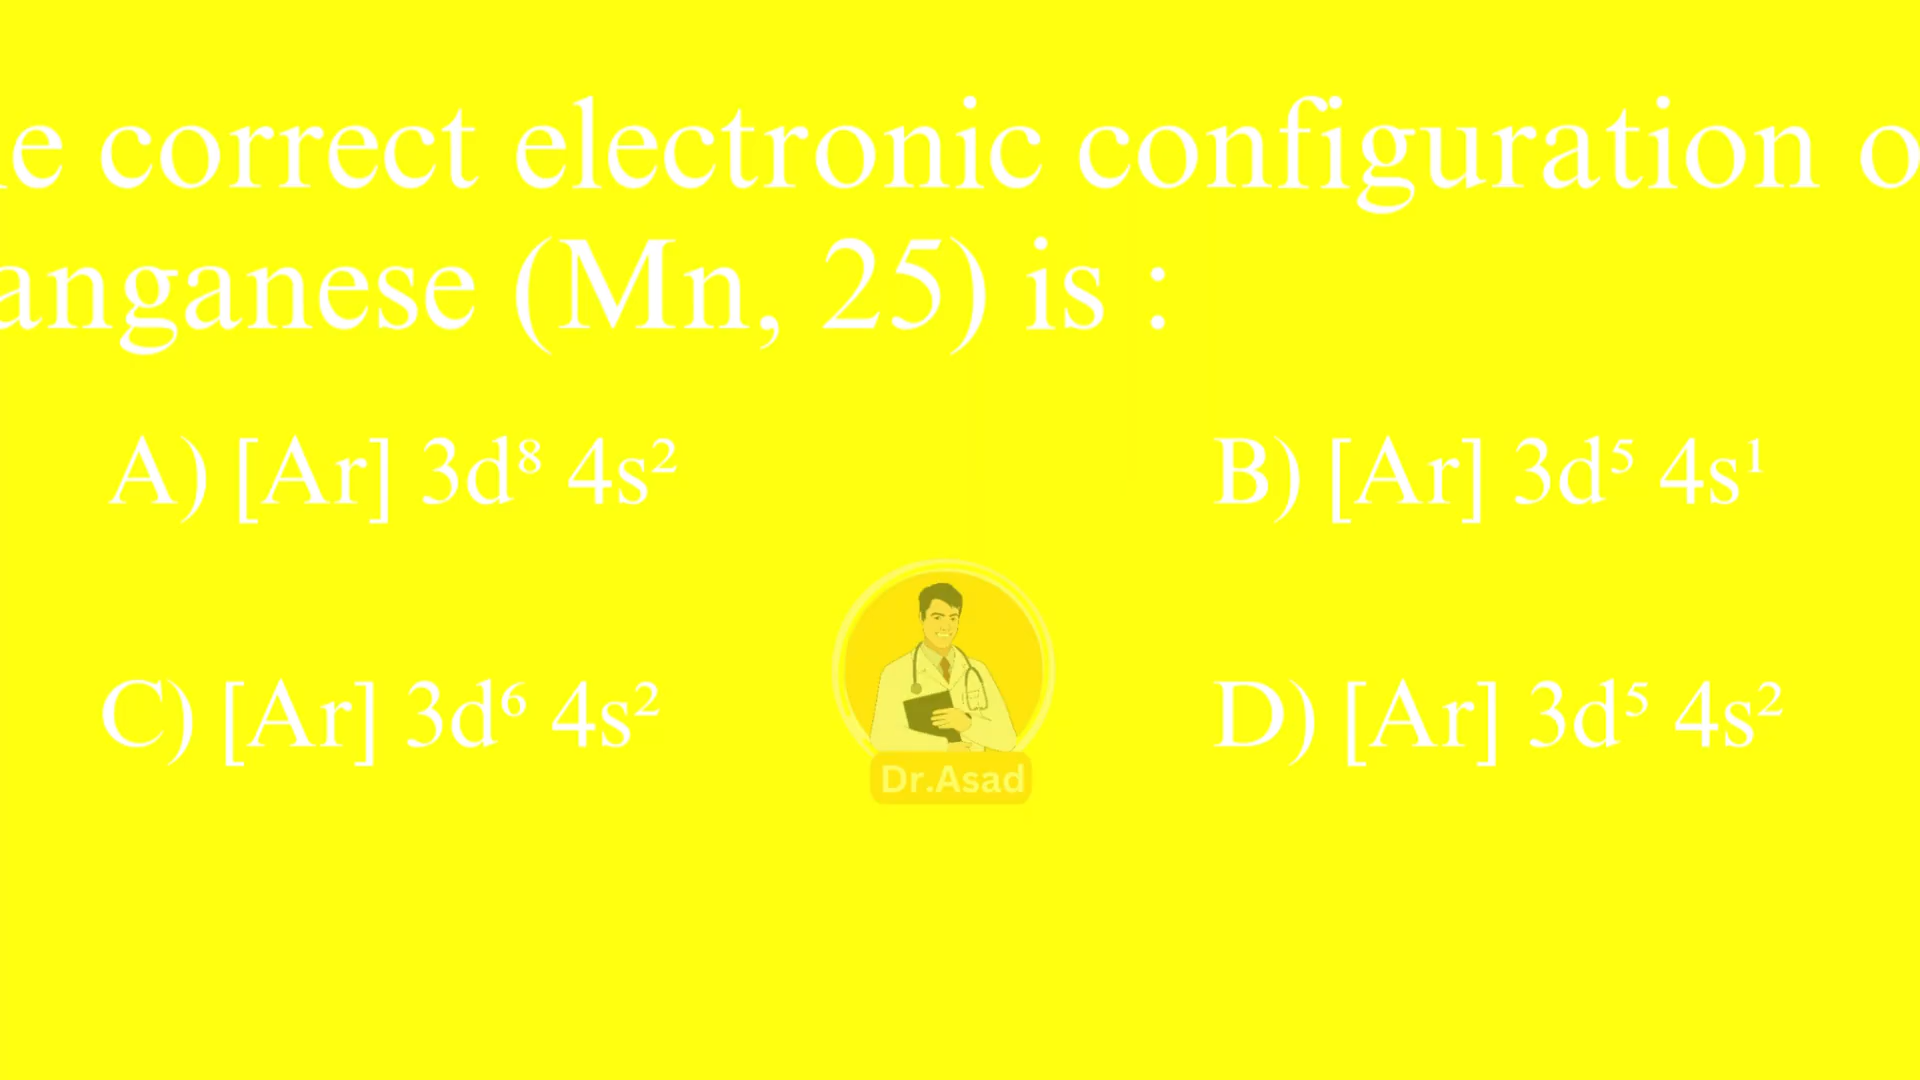 e correct electronic configuration o
anganese (Mn, 25) is :
A) [Ar] 3d⁸ 4s²
B) [Ar] 3d⁵ 4s¹
C) [Ar] 3d⁶ 4s²
D) [Ar] 3d⁵ 4s²
Dr.Asad